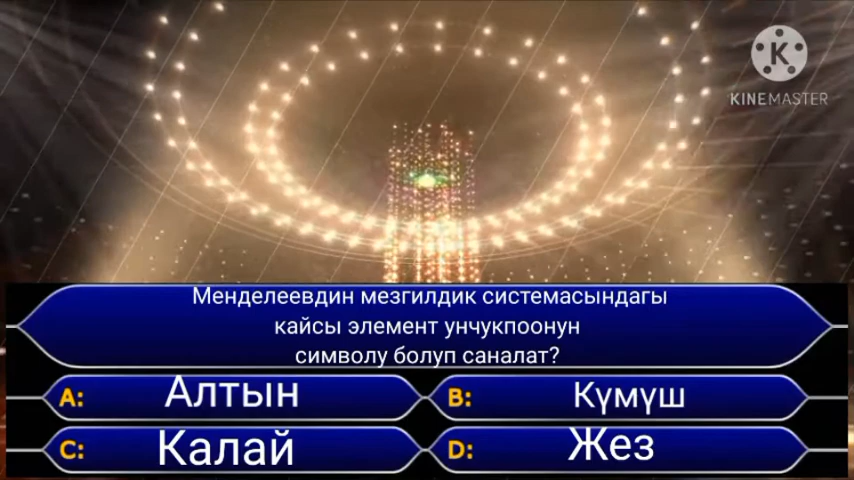 KINEMASTER
Менделеевдин мезгилдик системасындагы
кайсы элемент унчукпоонун
символу болуп саналат?
A: Алтын
B: Күмүш
C: Калай
D: Жез